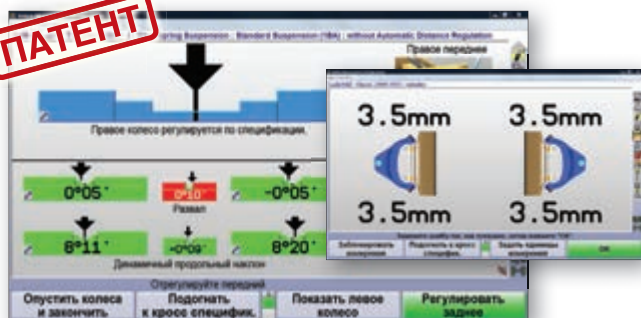 ПАТЕНТ
Spring Suspension : Standard Suspension (1BA) : without Automatic Distance Regulation
Правое переднее
Правое колесо регулируется по спецификации.
3.5mm 3.5mm
3.5mm 3.5mm
0°05' 0°10' -0°05'
Развал
8°11' -0°09' 8°20'
Динамичный продольный наклон
Отрегулируйте передний
Опустить колеса и закончить
Подогнать к кросс специфик.
Показать левое колесо
Регулировать заднее
Заблокировать измерения
Подогнать к кросс специфик.
Задать единицы измерения
OK